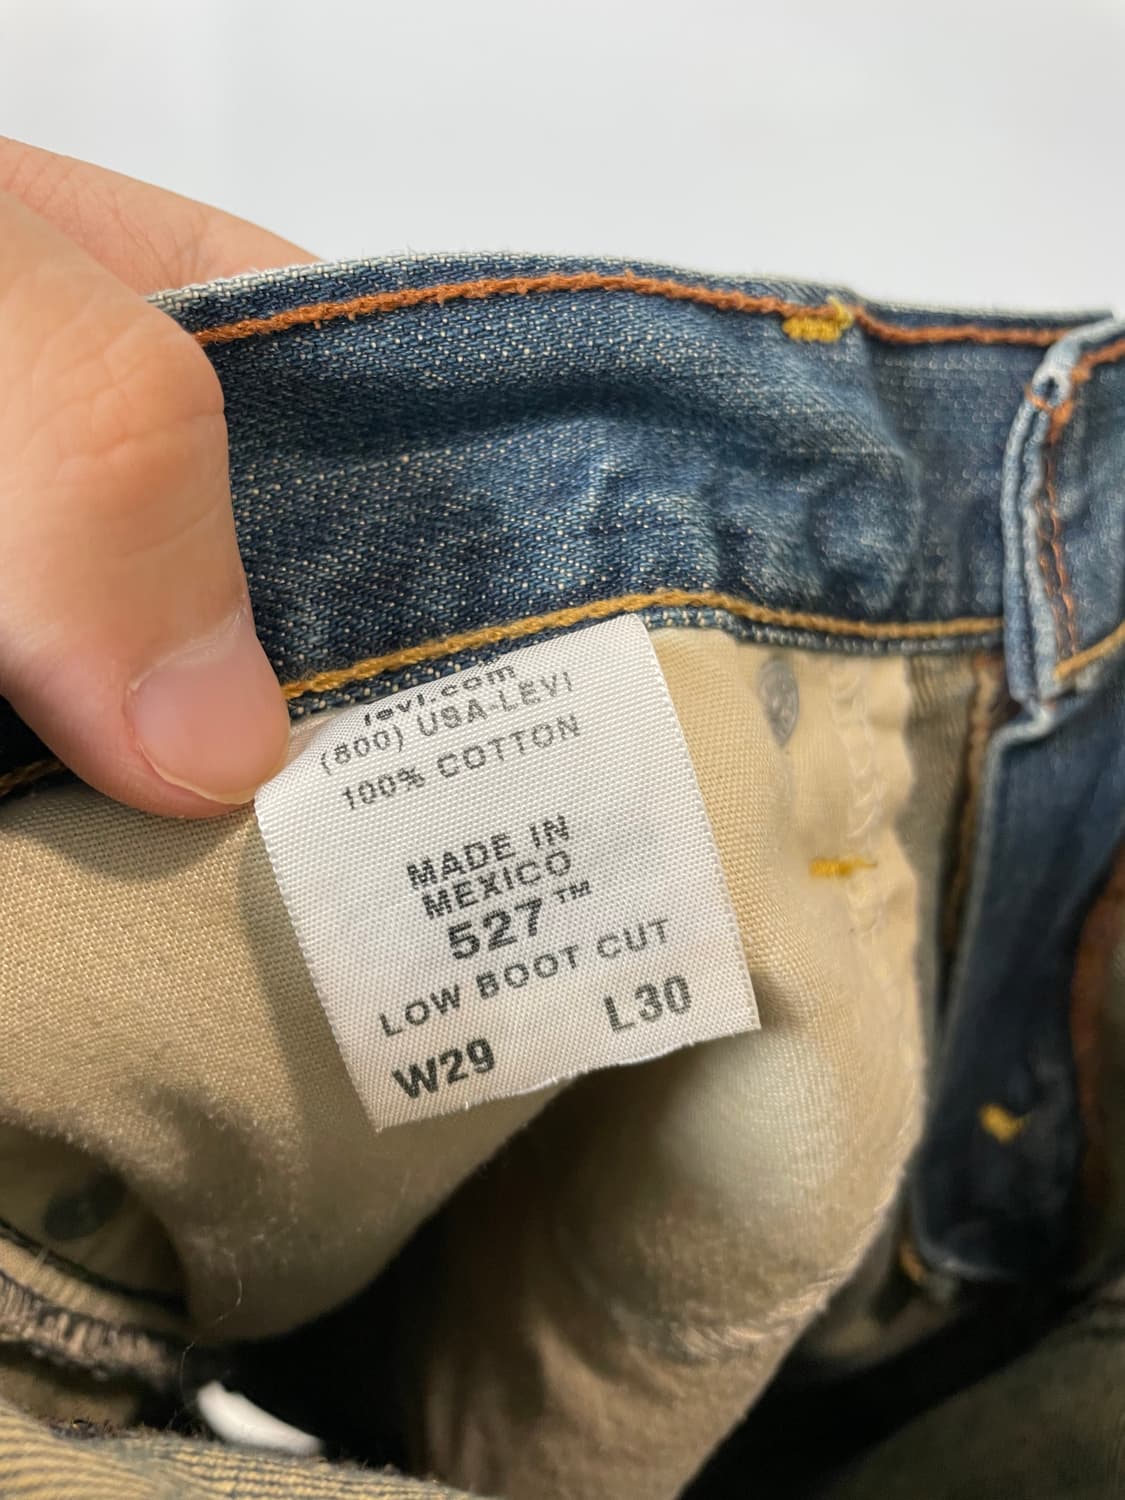 levi.com
(800) USA-LEVI
100% COTTON
MADE IN
MEXICO
527™
LOW BOOT CUT
W29 L30